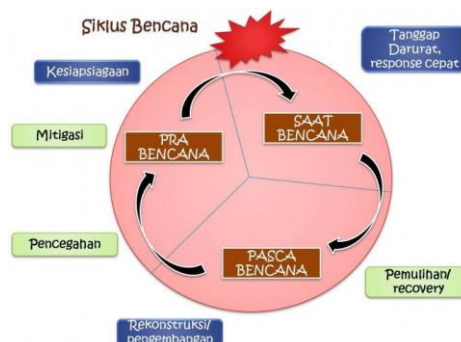 Siklus Bencana
Tanggap
Darurat,
response cepat
Kesiapsiagaan
SAAT
BENCANA
Mitigasi
PRA
BENCANA
Pencegahan
PASCA
BENCANA
Pemulihan/
recovery
Rekonstruksi/
pengembangan